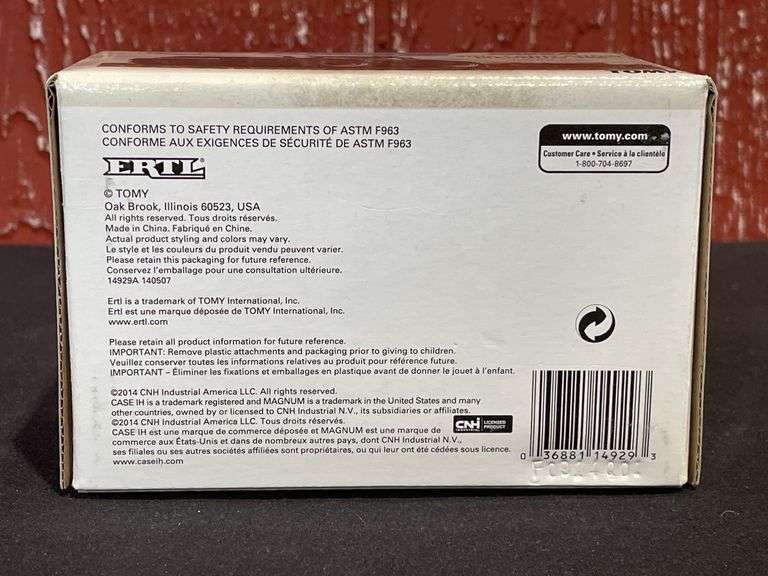 TOMY
CONFORMS TO SAFETY REQUIREMENTS OF ASTM F963
CONFORME AUX EXIGENCES DE SÉCURITÉ DE ASTM F963
www.tomy.com
Customer Care • Service à la clientèle
1-800-704-8697
ERTL
© TOMY
Oak Brook, Illinois 60523, USA
All rights reserved. Tous droits réservés.
Made in China. Fabriqué en Chine.
Actual product styling and colors may vary.
Le style et les couleurs du produit vendu peuvent varier.
Please retain this packaging for future reference.
Conservez l'emballage pour une consultation ultérieure.
14929A 140507
Ertl is a trademark of TOMY International, Inc.
Ertl est une marque déposée de TOMY International, Inc.
www.ertl.com
Please retain all product information for future reference.
IMPORTANT: Remove plastic attachments and packaging prior to giving to children.
Veuillez conserver toutes les informations relatives au produit pour référence future.
IMPORTANT – Éliminer les fixations et emballages en plastique avant de donner le jouet à l'enfant.
©2014 CNH Industrial America LLC. All rights reserved.
CASE IH is a trademark registered and MAGNUM is a trademark in the United States and many
other countries, owned by or licensed to CNH Industrial N.V., its subsidiaries or affiliates.
©2014 CNH Industrial America LLC. Tous droits réservés.
CASE IH est une marque de commerce déposée et MAGNUM est une marque de
commerce aux États-Unis et dans de nombreux autres pays, dont CNH Industrial N.V.,
ses filiales ou ses autres sociétés affiliées sont propriétaires, ou qui leur ont été cédées sous licence.
www.caseih.com
CNH INDUSTRIAL LICENSED PRODUCT
0 36881 14929 3